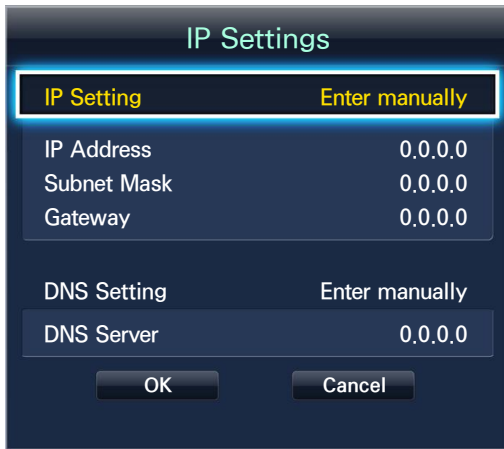 IP Settings
IP Setting Enter manually
IP Address 0.0.0.0
Subnet Mask 0.0.0.0
Gateway 0.0.0.0
DNS Setting Enter manually
DNS Server 0.0.0.0
OK Cancel